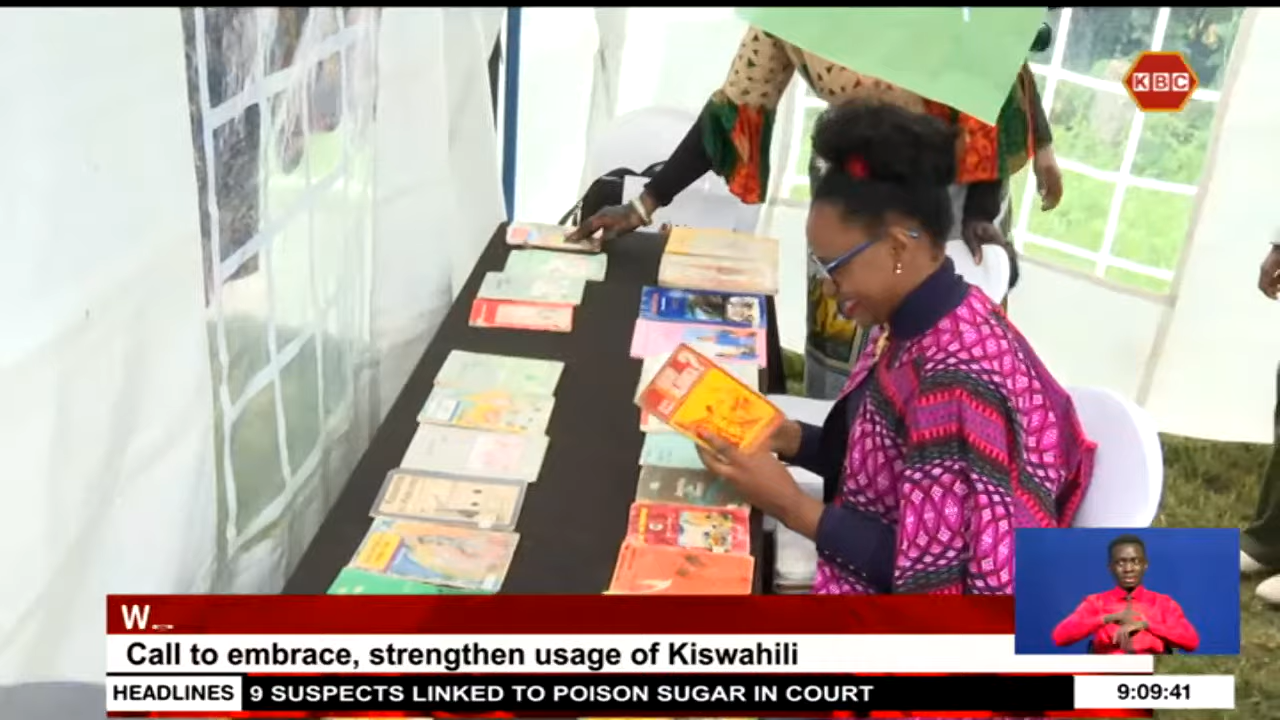 KBC
W...
Call to embrace, strengthen usage of Kiswahili
HEADLINES 9 SUSPECTS LINKED TO POISON SUGAR IN COURT 9:09:41